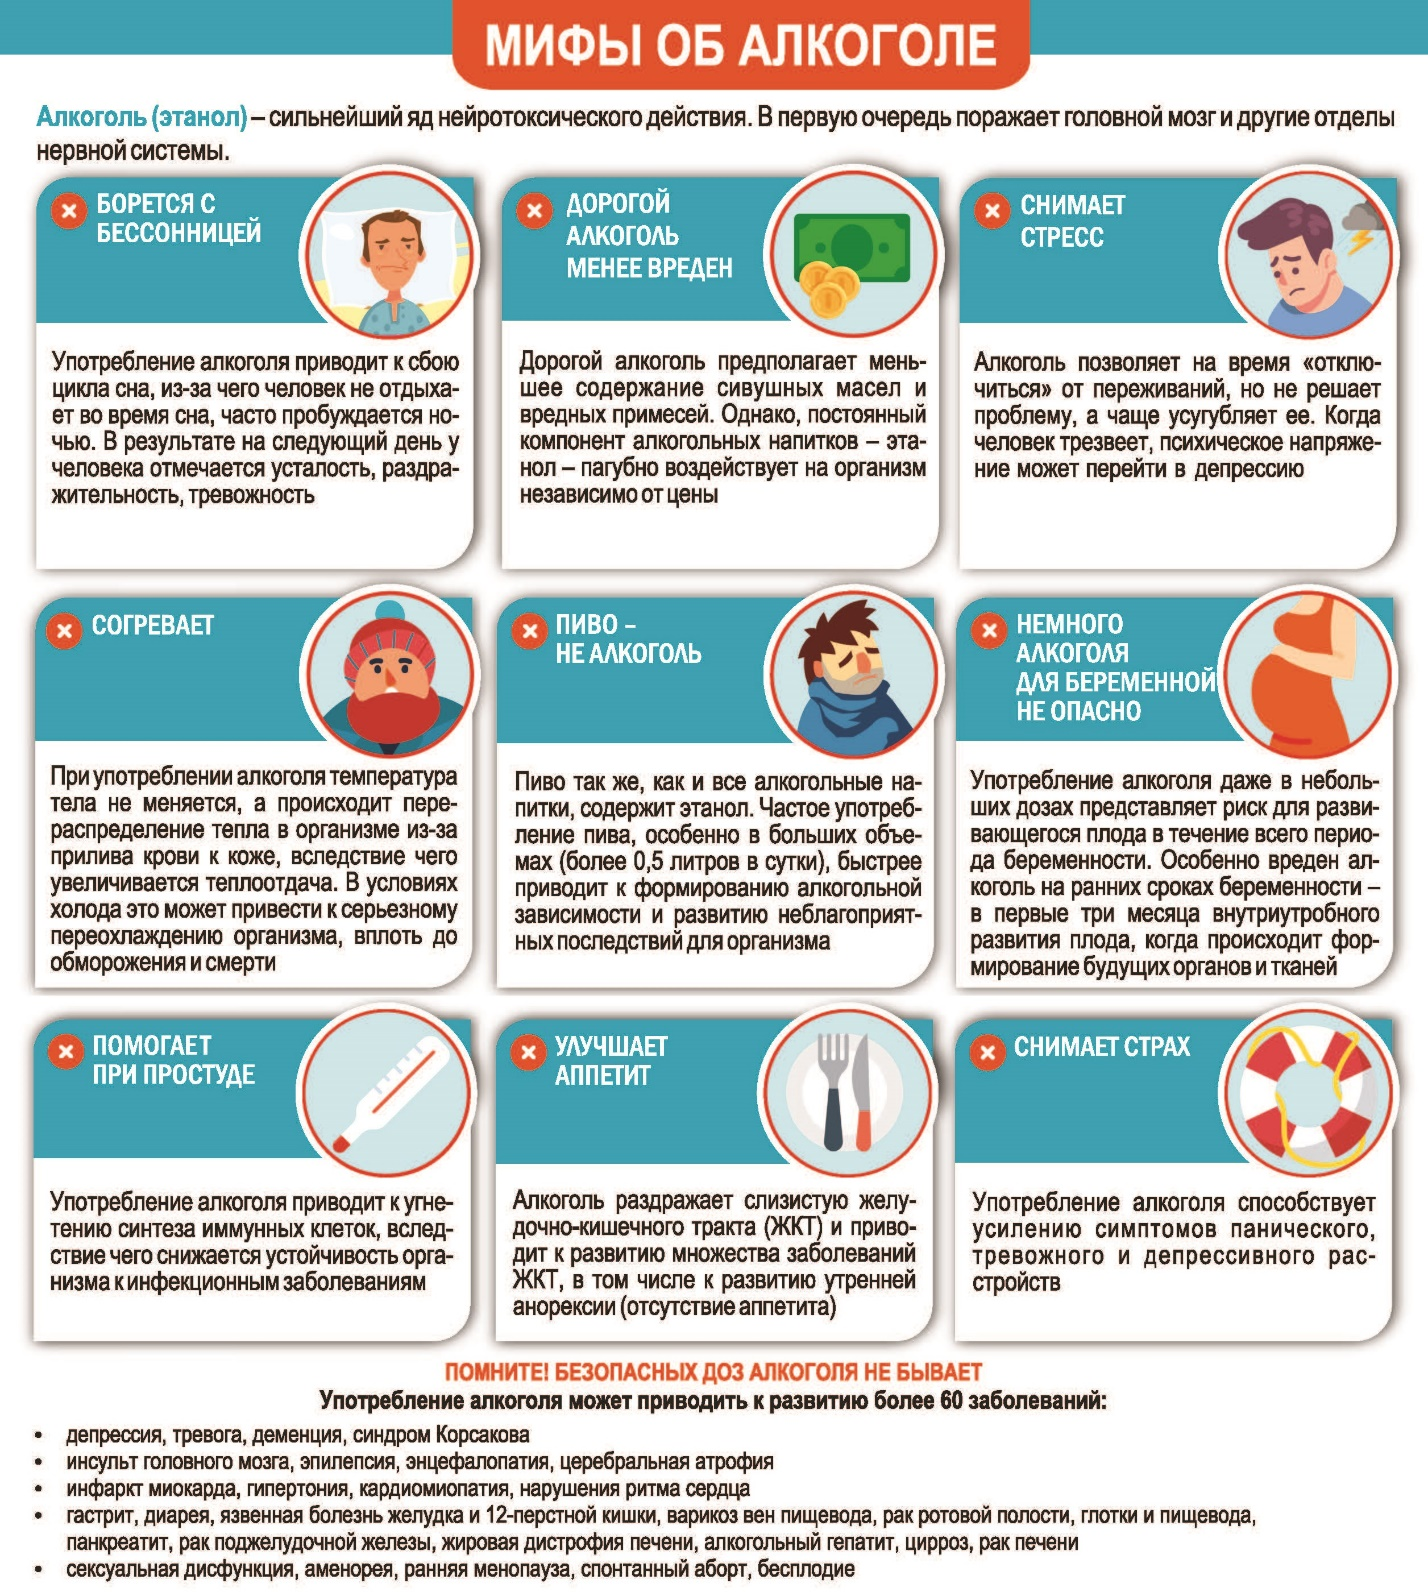 МИФЫ ОБ АЛКОГОЛЕ
Алкоголь (этанол) – сильнейший яд нейротоксического действия. В первую очередь поражает головной мозг и другие отделы
нервной системы.
БОРЕТСЯ С
БЕССОННИЦЕЙ
Употребление алкоголя приводит к сбою
цикла сна, из-за чего человек не отдыха-
ет во время сна, часто пробуждается но-
чью. В результате на следующий день у
человека отмечается усталость, раздра-
жительность, тревожность
ДОРОГОЙ
АЛКОГОЛЬ
МЕНЕЕ ВРЕДЕН
Дорогой алкоголь предполагает мень-
шее содержание сивушных масел и
вредных примесей. Однако, постоянный
компонент алкогольных напитков – эта-
нол – пагубно воздействует на организм
независимо от цены
СНИМАЕТ
СТРЕСС
Алкоголь позволяет на время «отклю-
читься» от переживаний, но не решает
проблему, а чаще усугубляет ее. Когда
человек трезвеет, психическое напряже-
ние может перейти в депрессию
СОГРЕВАЕТ
При употреблении алкоголя температура
тела не меняется, а происходит пере-
распределение тепла в организме из-за
прилива крови к коже, вследствие чего
увеличивается теплоотдача. В условиях
холода это может привести к серьезному
переохлаждению организма, вплоть до
обморожения и смерти
ПИВО –
НЕ АЛКОГОЛЬ
Пиво так же, как и все алкогольные на-
питки, содержит этанол. Частое употреб-
ление пива, особенно в больших объе-
мах (более 0,5 литров в сутки), быстрее
приводит к формированию алкогольной
зависимости и развитию неблагоприят-
ных последствий для организма
НЕМНОГО
АЛКОГОЛЯ
ДЛЯ БЕРЕМЕННОЙ
НЕ ОПАСНО
Употребление алкоголя даже в неболь-
ших дозах представляет риск для разви-
вающегося плода в течение всего перио-
да беременности. Особенно вреден ал-
коголь на ранних сроках беременности –
в первые три месяца внутриутробного
развития плода, когда происходит фор-
мирование будущих органов и тканей
ПОМОГАЕТ
ПРИ ПРОСТУДЕ
Употребление алкоголя приводит к угне-
тению синтеза иммунных клеток, вслед-
ствие чего снижается устойчивость орга-
низма к инфекционным заболеваниям
УЛУЧШАЕТ
АППЕТИТ
Алкоголь раздражает слизистую желу-
дочно-кишечного тракта (ЖКТ) и приво-
дит к развитию множества заболеваний
ЖКТ, в том числе к развитию утренней
анорексии (отсутствие аппетита)
СНИМАЕТ СТРАХ
Употребление алкоголя способствует
усилению симптомов панического,
тревожного и депрессивного рас-
стройств
ПОМНИТЕ! БЕЗОПАСНЫХ ДОЗ АЛКОГОЛЯ НЕ БЫВАЕТ
Употребление алкоголя может приводить к развитию более 60 заболеваний:
• депрессия, тревога, деменция, синдром Корсакова
• инсульт головного мозга, эпилепсия, энцефалопатия, церебральная атрофия
• инфаркт миокарда, гипертония, кардиомиопатия, нарушения ритма сердца
• гастрит, диарея, язвенная болезнь желудка и 12-перстной кишки, варикоз вен пищевода, рак ротовой полости, глотки и пищевода,
панкреатит, рак поджелудочной железы, жировая дистрофия печени, алкогольный гепатит, цирроз, рак печени
• сексуальная дисфункция, аменорея, ранняя менопауза, спонтанный аборт, бесплодие